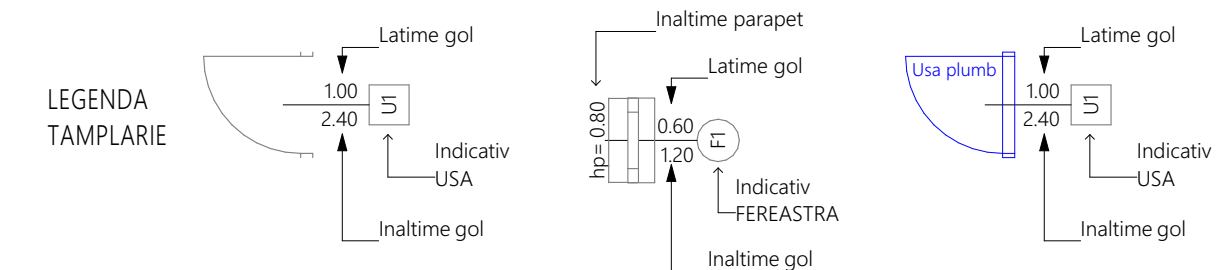 LEGENDA
TAMPLARIE
Latime gol
1.00
2.40
U1
Indicativ
USA
Inaltime gol
Inaltime parapet
Latime gol
hp= 0.80
0.60
1.20
F1
Indicativ
FEREASTRA
Inaltime gol
Latime gol
Usa plumb
1.00
2.40
U1
Indicativ
USA
Inaltime gol